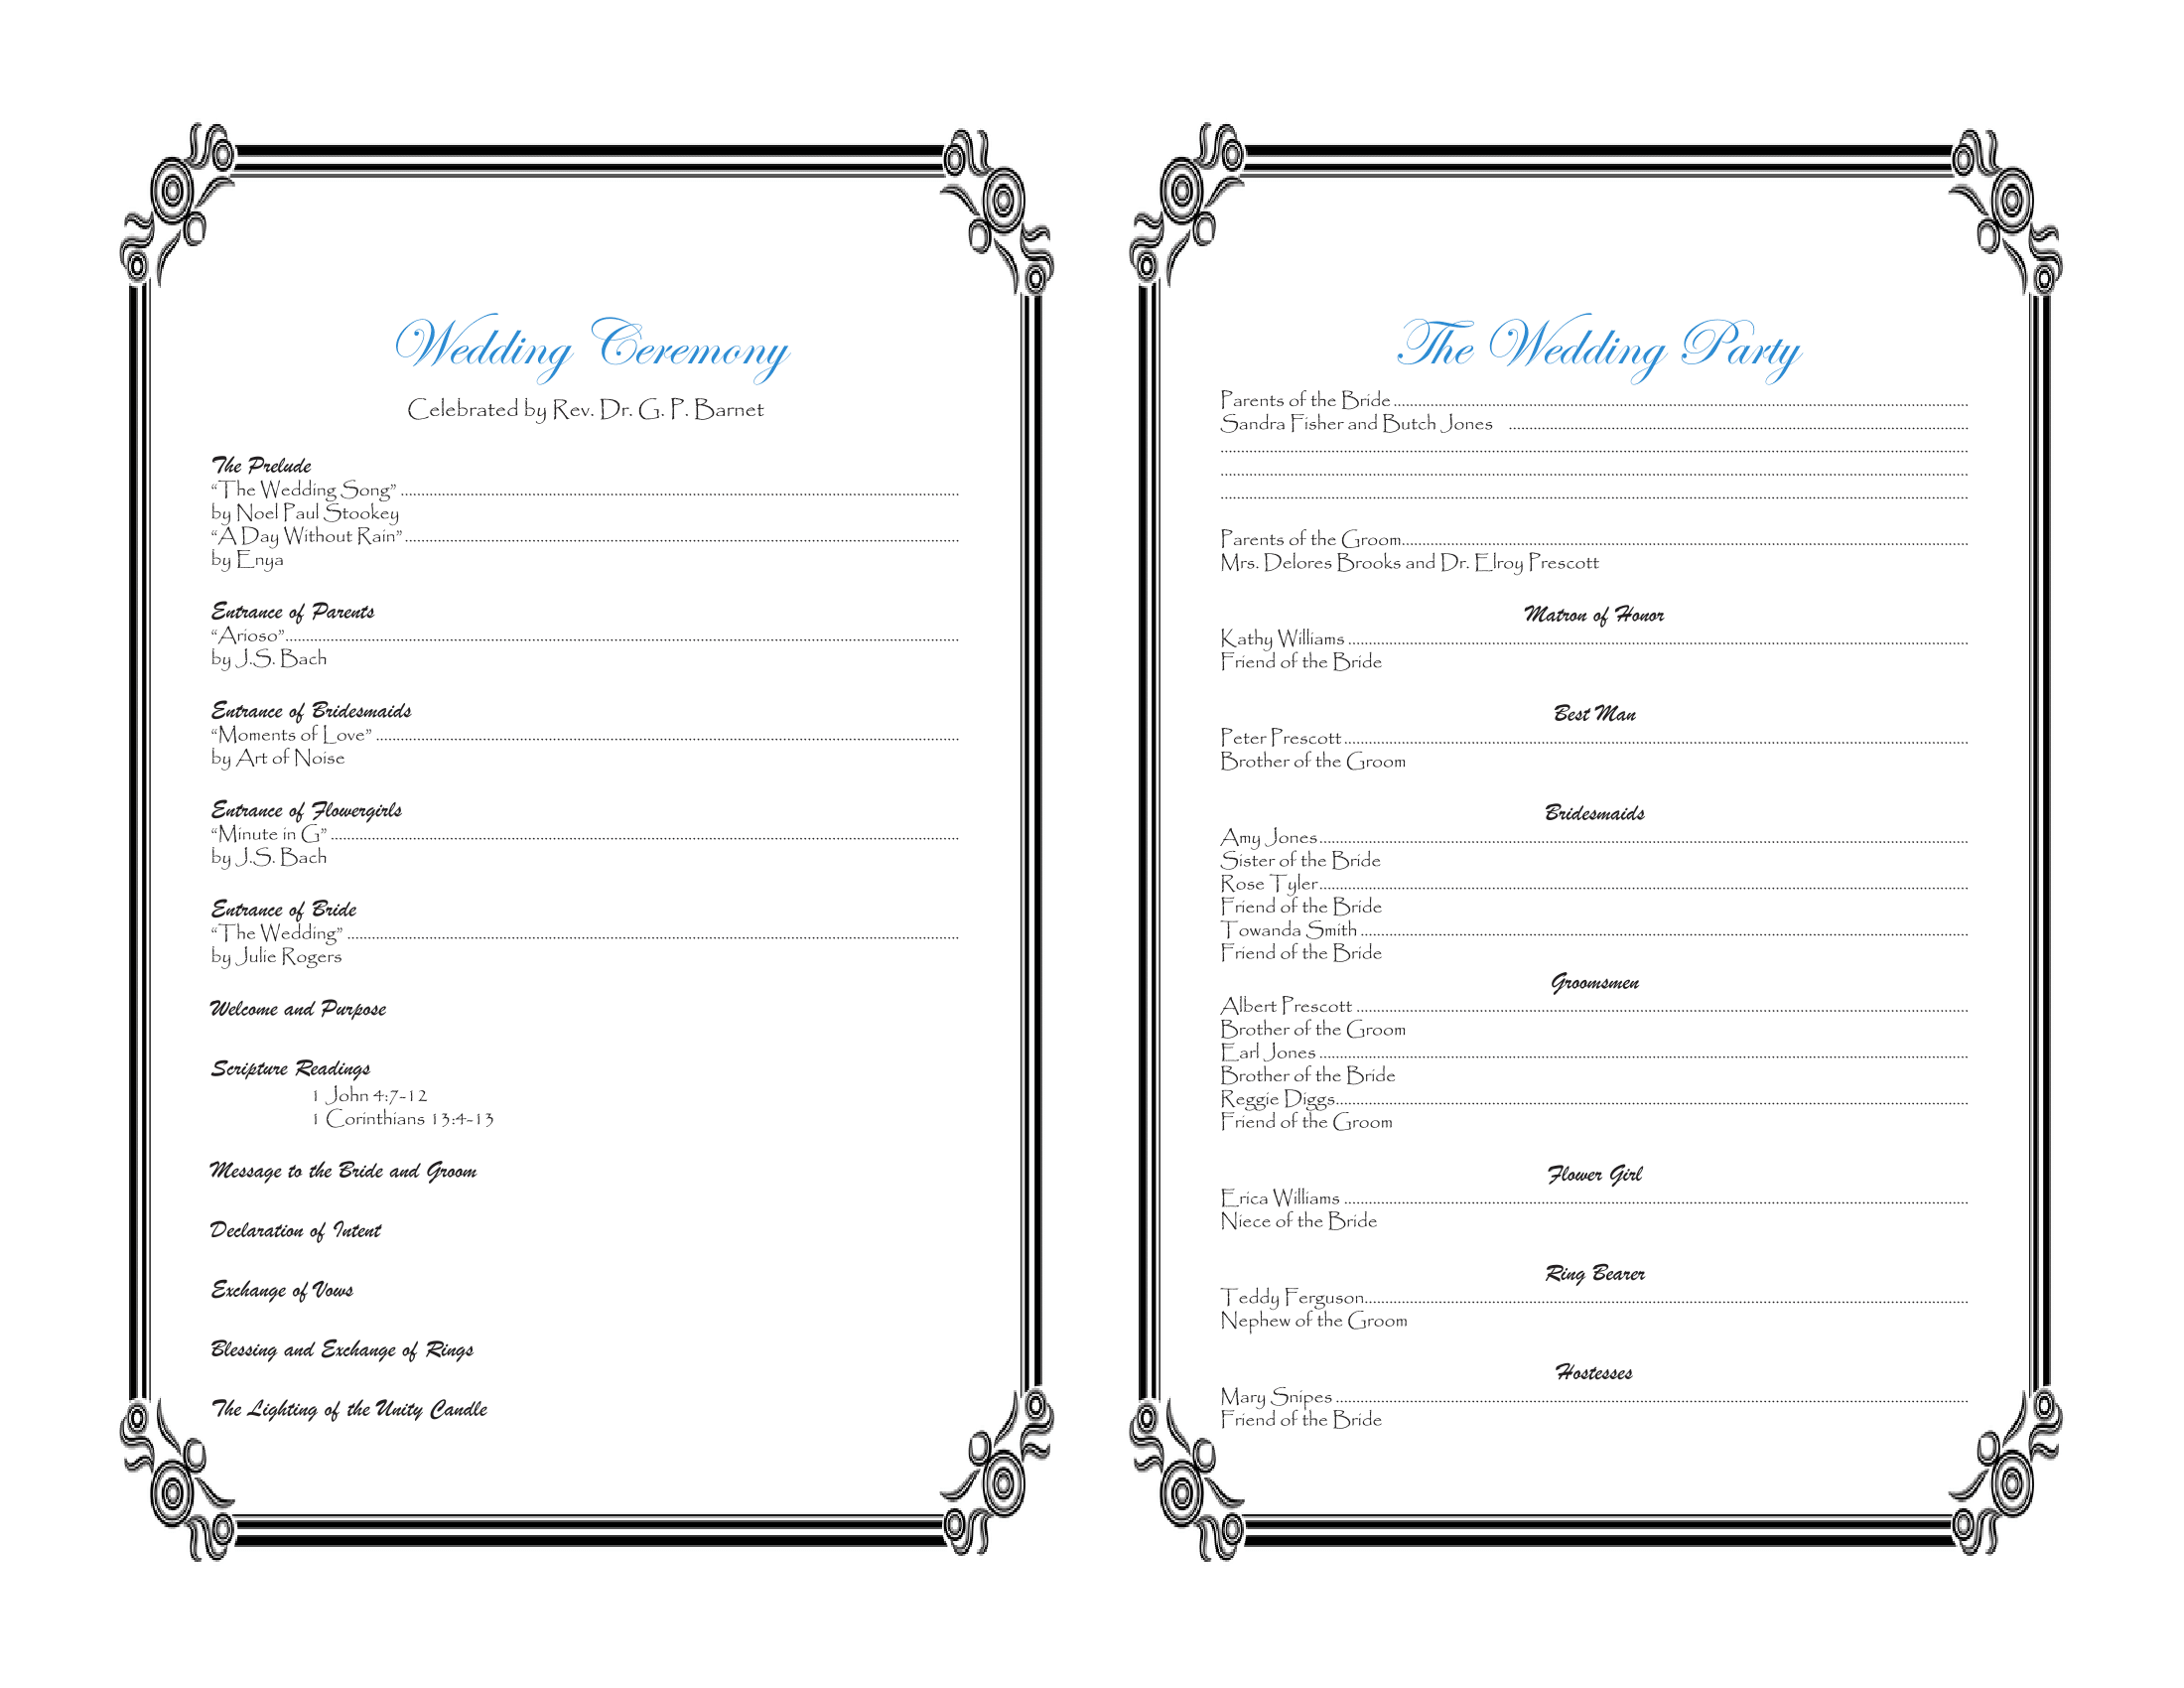 Wedding Ceremony
Celebrated by Rev. Dr. G. P. Barnet
The Prelude
“The Wedding Song”
by Noel Paul Stookey
“A Day Without Rain”
by Enya
Entrance of Parents
“Arioso”
by J.S. Bach
Entrance of Bridesmaids
“Moments of Love”
by Art of Noise
Entrance of Flowergirls
“Minute in G”
by J.S. Bach
Entrance of Bride
“The Wedding”
by Julie Rogers
Welcome and Purpose
Scripture Readings
1 John 4:7-12
1 Corinthians 13:4-13
Message to the Bride and Groom
Declaration of Intent
Exchange of Vows
Blessing and Exchange of Rings
The Lighting of the Unity Candle
The Wedding Party
Parents of the Bride
Sandra Fisher and Butch Jones
Parents of the Groom
Mrs. Delores Brooks and Dr. Elroy Prescott
Matron of Honor
Kathy Williams
Friend of the Bride
Best Man
Peter Prescott
Brother of the Groom
Bridesmaids
Amy Jones
Sister of the Bride
Rose Tyler
Friend of the Bride
Towanda Smith
Friend of the Bride
Groomsmen
Albert Prescott
Brother of the Groom
Earl Jones
Brother of the Bride
Reggie Diggs
Friend of the Groom
Flower Girl
Erica Williams
Niece of the Bride
Ring Bearer
Teddy Ferguson
Nephew of the Groom
Hostesses
Mary Snipes
Friend of the Bride